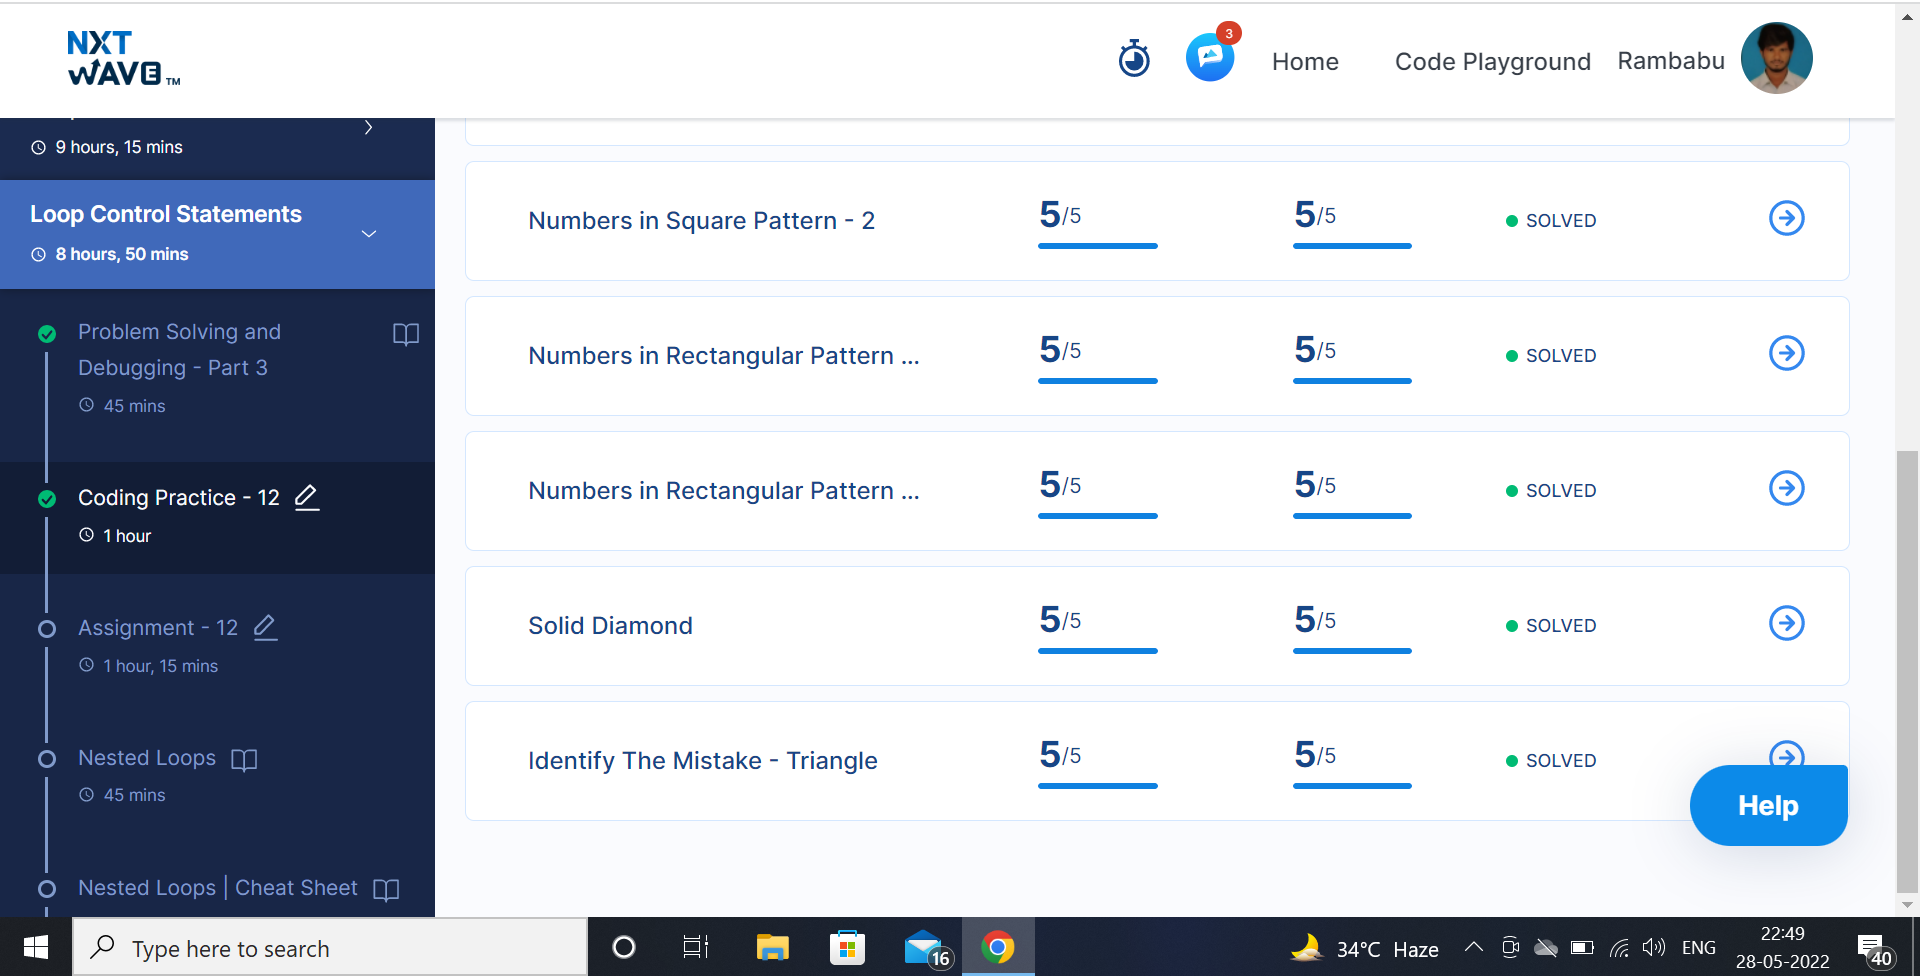 NXT
WAVE TM
3
Home
Code Playground
Rambabu
9 hours, 15 mins
Loop Control Statements
8 hours, 50 mins
Problem Solving and
Debugging - Part 3
45 mins
Coding Practice - 12
1 hour
Assignment - 12
1 hour, 15 mins
Nested Loops
45 mins
Nested Loops | Cheat Sheet
Numbers in Square Pattern - 2 5/5 5/5 SOLVED
Numbers in Rectangular Pattern ... 5/5 5/5 SOLVED
Numbers in Rectangular Pattern ... 5/5 5/5 SOLVED
Solid Diamond 5/5 5/5 SOLVED
Identify The Mistake - Triangle 5/5 5/5 SOLVED
Help
Type here to search
16
34°C Haze
ENG
22:49
28-05-2022
40